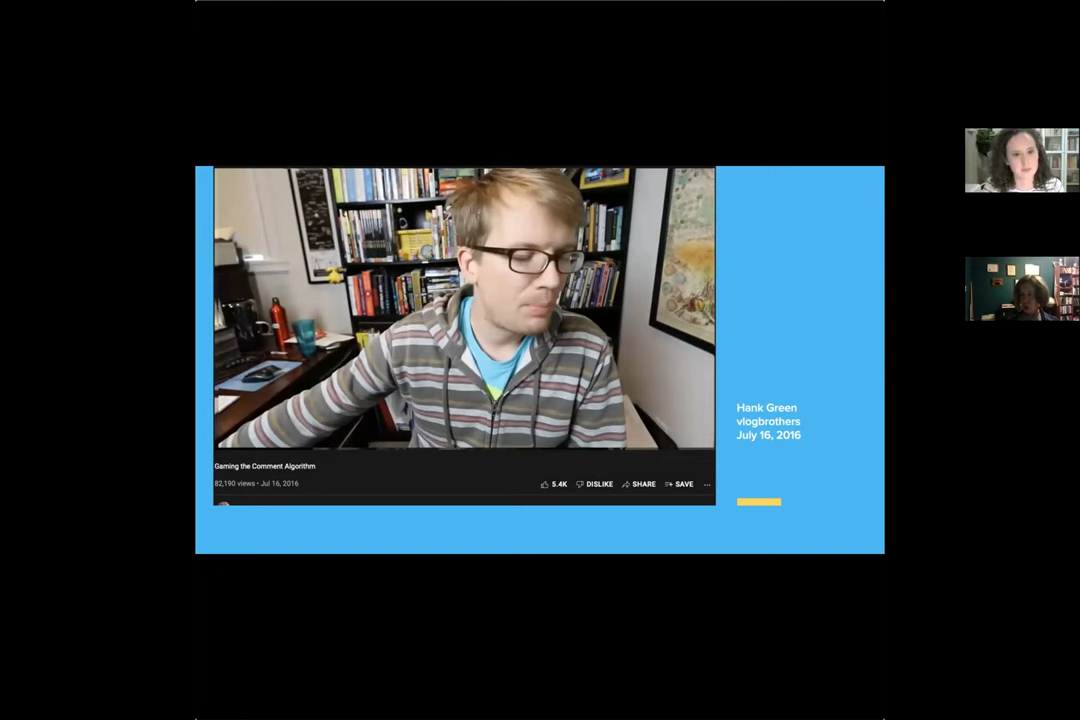 Gaming the Comment Algorithm
82,190 views • Jul 16, 2016
5.4K DISLIKE SHARE SAVE ...
Hank Green
vlogbrothers
July 16, 2016